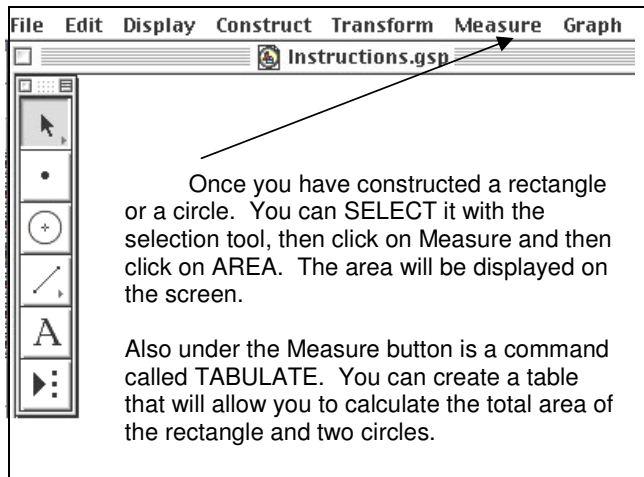 File Edit Display Construct Transform Measure Graph
Instructions.gsp
Once you have constructed a rectangle
or a circle. You can SELECT it with the
selection tool, then click on Measure and then
click on AREA. The area will be displayed on
the screen.
A
Also under the Measure button is a command
called TABULATE. You can create a table
that will allow you to calculate the total area of
the rectangle and two circles.